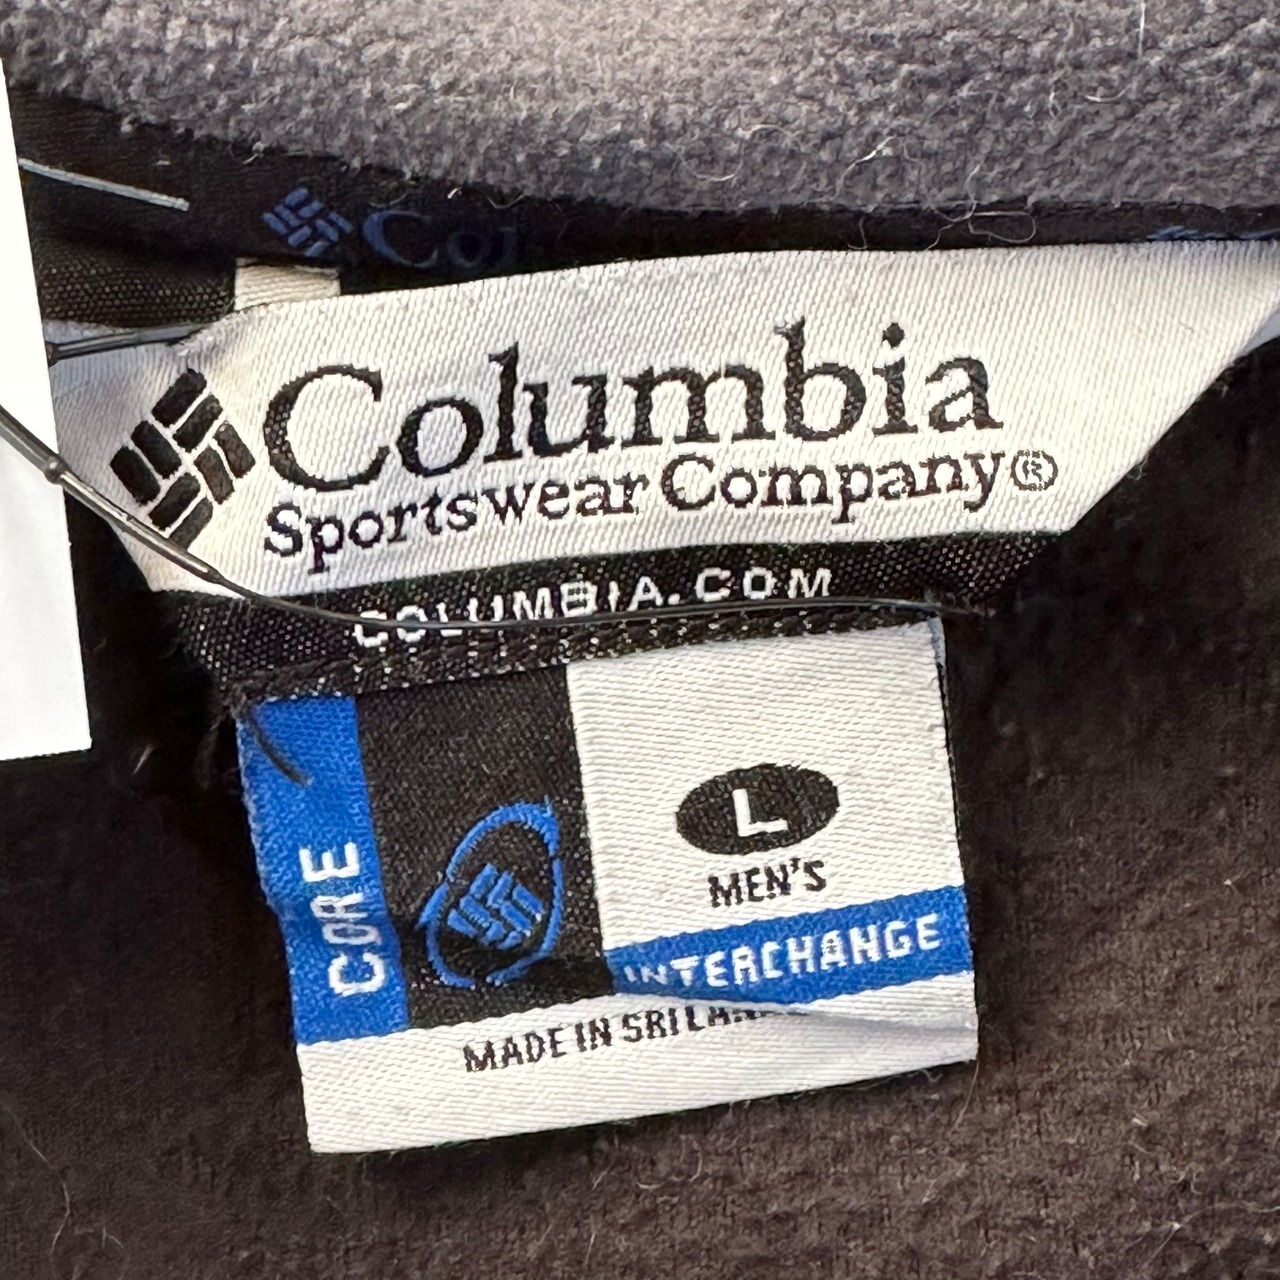 Columbia
Sportswear Company®
COLUMBIA.COM
CORE
L
MEN'S
INTERCHANGE
MADE IN SRI